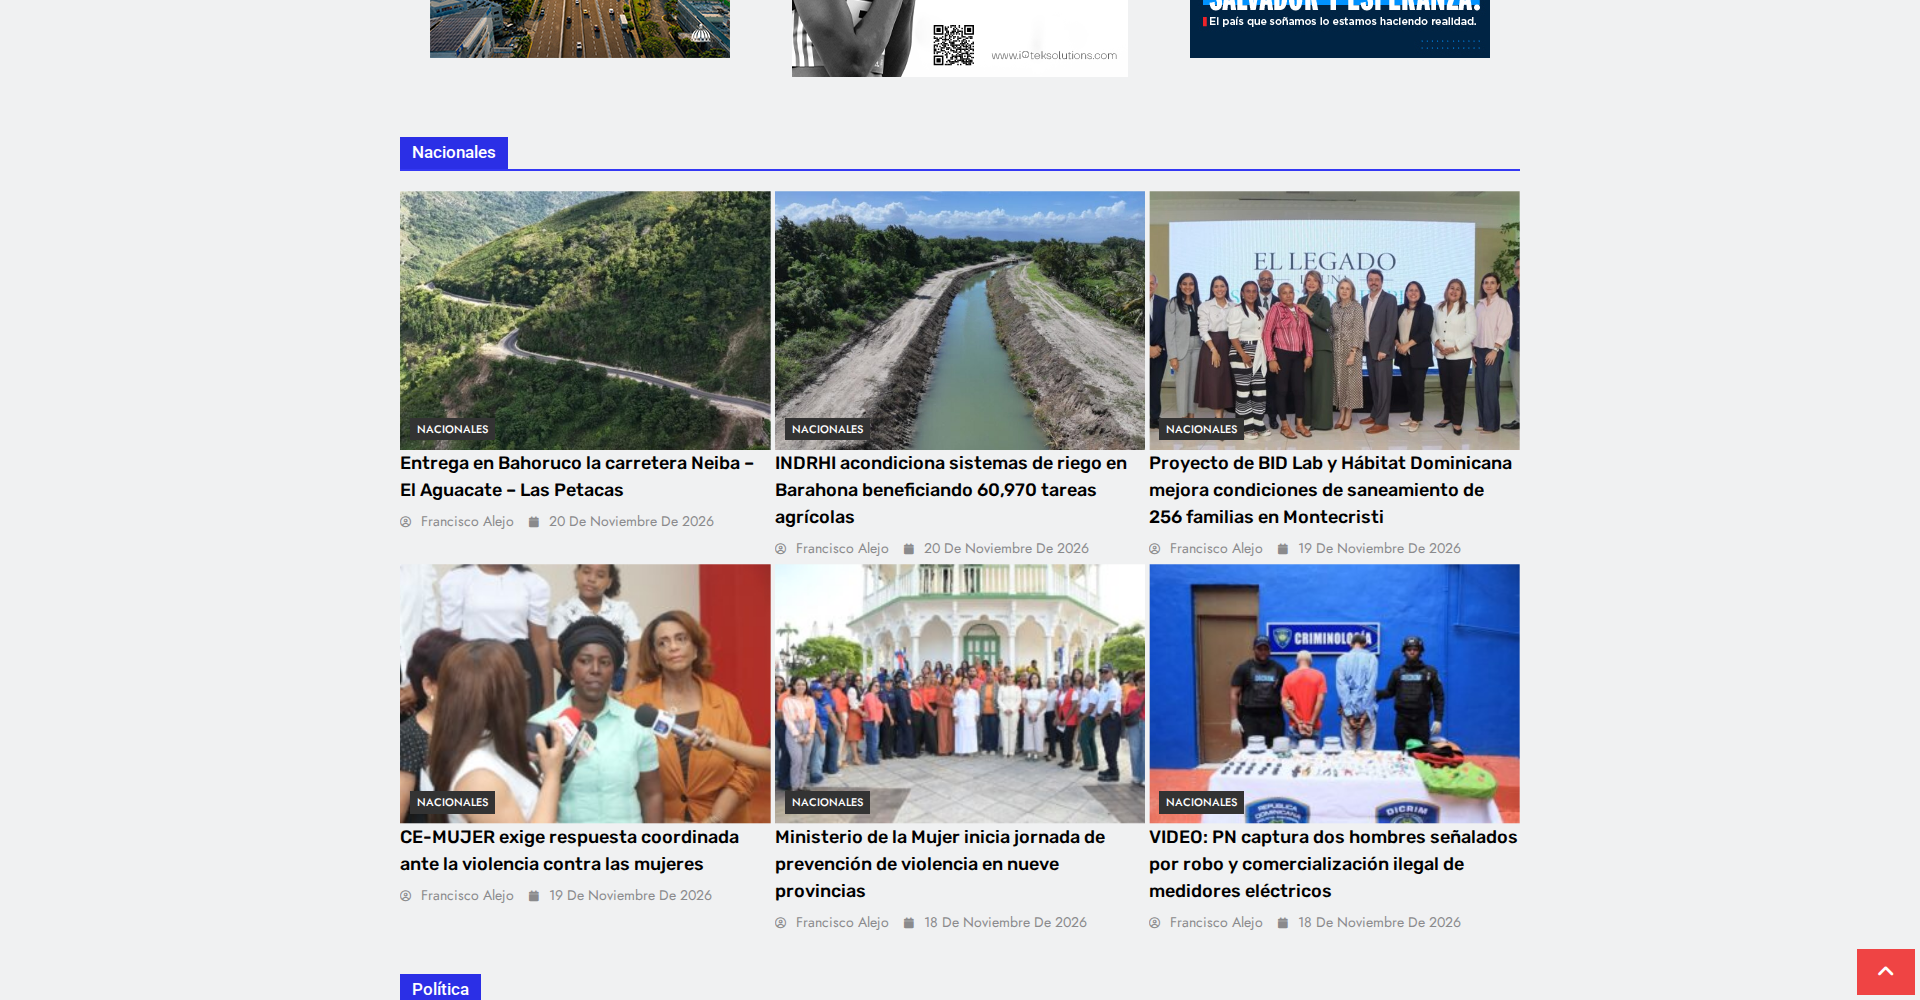 SALVADOR Y ESPERANZA!
El país que soñamos lo estamos haciendo realidad.
www.iQteksolutions.com
Nacionales
EL LEGADO
NACIONALES
NACIONALES
NACIONALES
Entrega en Bahoruco la carretera Neiba –
El Aguacate – Las Petacas
Francisco Alejo 20 De Noviembre De 2026
INDRHI acondiciona sistemas de riego en
Barahona beneficiando 60,970 tareas
agrícolas
Francisco Alejo 20 De Noviembre De 2026
Proyecto de BID Lab y Hábitat Dominicana
mejora condiciones de saneamiento de
256 familias en Montecristi
Francisco Alejo 19 De Noviembre De 2026
CRIMINOLOGÍA
DICRIM
NACIONALES
NACIONALES
NACIONALES
REPÚBLICA
DOMINICANA
DICRIM
CE-MUJER exige respuesta coordinada
ante la violencia contra las mujeres
Francisco Alejo 19 De Noviembre De 2026
Ministerio de la Mujer inicia jornada de
prevención de violencia en nueve
provincias
Francisco Alejo 18 De Noviembre De 2026
VIDEO: PN captura dos hombres señalados
por robo y comercialización ilegal de
medidores eléctricos
Francisco Alejo 18 De Noviembre De 2026
Política